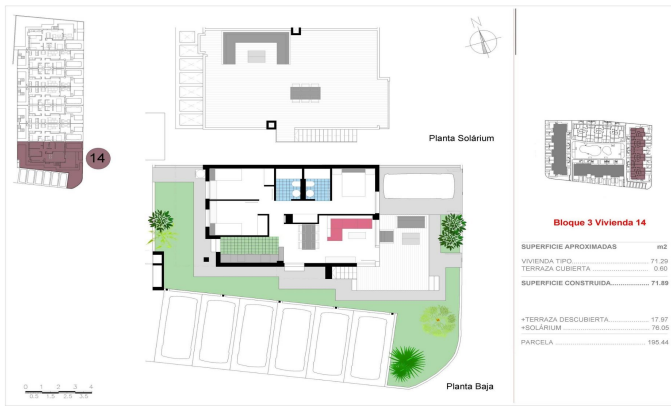 N
Planta Solárium
14
Bloque 3 Vivienda 14
SUPERFICIE APROXIMADAS m2
VIVIENDA TIPO 71.29
TERRAZA CUBIERTA 0.60
SUPERFICIE CONSTRUIDA 71.89
+TERRAZA DESCUBIERTA 17.97
+SOLÁRIUM 76.05
PARCELA 195.44
Planta Baja
0 1 2 3 4
0.5 1.5 2.5 3.5